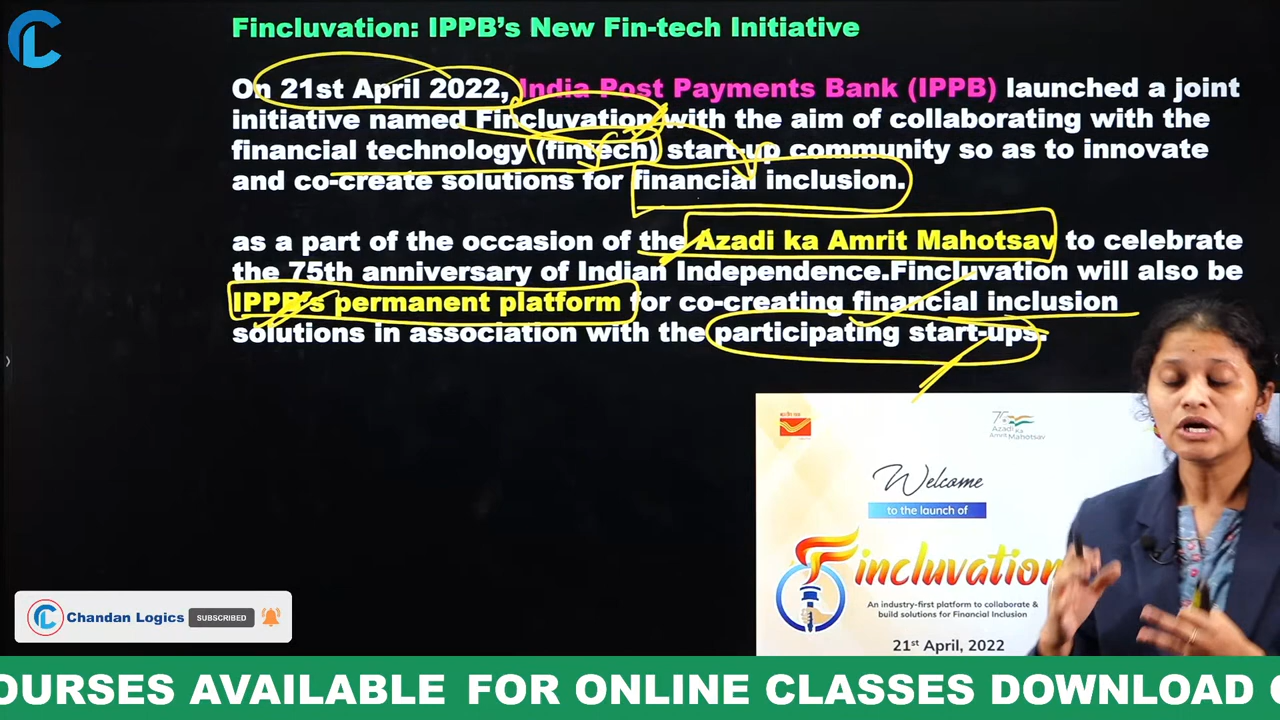 Fincluvation: IPPB's New Fin-tech Initiative
On 21st April 2022, India Post Payments Bank (IPPB) launched a joint
initiative named Fincluvation with the aim of collaborating with the
financial technology (fintech) start-up community so as to innovate
and co-create solutions for financial inclusion.
as a part of the occasion of the Azadi ka Amrit Mahotsav to celebrate
the 75th anniversary of Indian Independence.Fincluvation will also be
IPPB's permanent platform for co-creating financial inclusion
solutions in association with the participating start-ups.
Azadi Ka
Amrit Mahotsav
Welcome
to the launch of
Fincluvation
An industry-first platform to collaborate &
build solutions for Financial Inclusion
21st April, 2022
Chandan Logics SUBSCRIBED
OURSES AVAILABLE FOR ONLINE CLASSES DOWNLOAD